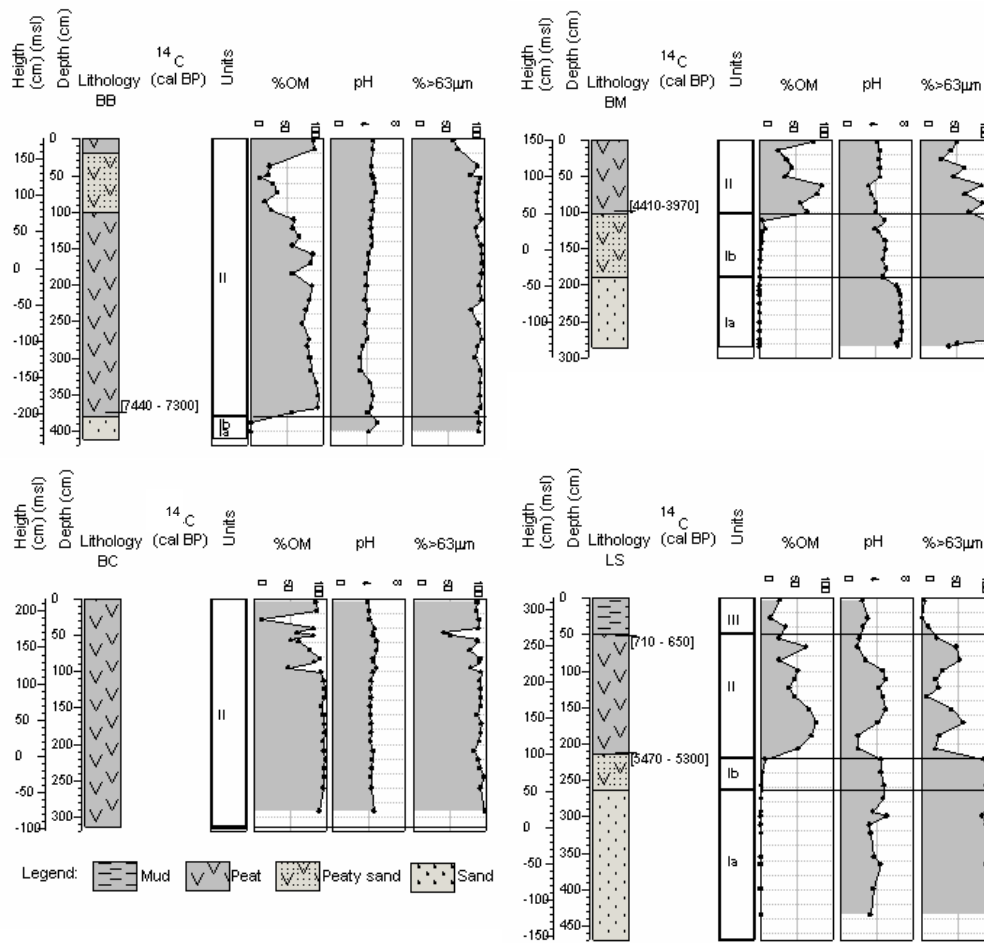 Heigth
(cm) (msl)
Depth (cm)
Lithology
BB
14 C
(cal BP)
Units
%OM
pH
%>63µm
0
50
100
150
200
250
300
350
400
150
100
50
0
-50
-100
-150
-200
[7440 - 7300]
II
Ib
Ia
Heigth
(cm) (msl)
Depth (cm)
Lithology
BM
14 C
(cal BP)
Units
%OM
pH
%>63µm
150
100
50
0
-50
-100
0
50
100
150
200
250
300
[4410-3970]
II
Ib
Ia
Heigth
(cm) (msl)
Depth (cm)
Lithology
BC
14 C
(cal BP)
Units
%OM
pH
%>63µm
200
150
100
50
0
-50
-100
0
50
100
150
200
250
300
II
Heigth
(cm) (msl)
Depth (cm)
Lithology
LS
14 C
(cal BP)
Units
%OM
pH
%>63µm
300
250
200
150
100
50
0
-50
-100
-150
0
50
100
150
200
250
300
350
400
450
[710 - 650]
[5470 - 5300]
III
II
Ib
Ia
Legend: Mud Peat Peaty sand Sand